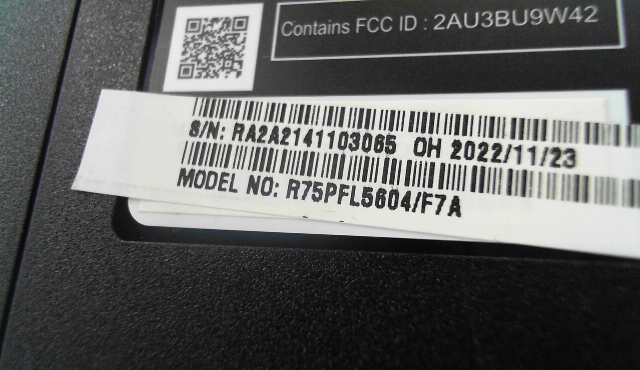 Contains FCC ID : 2AU3BU9W42
S/N: RA2A2141103065 OH 2022/11/23
MODEL NO: R75PFL5604/F7A